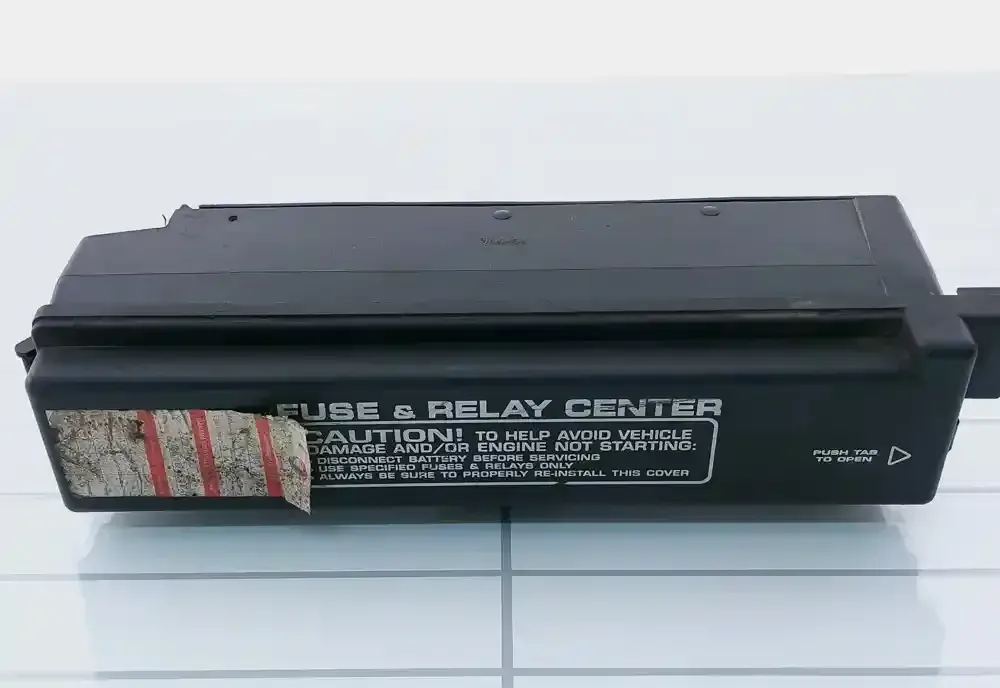 FUSE & RELAY CENTER
CAUTION! TO HELP AVOID VEHICLE
DAMAGE AND/OR ENGINE NOT STARTING:
DISCONNECT BATTERY BEFORE SERVICING
USE SPECIFIED FUSES & RELAYS ONLY
ALWAYS BE SURE TO PROPERLY RE-INSTALL THIS COVER
PUSH TAB
TO OPEN